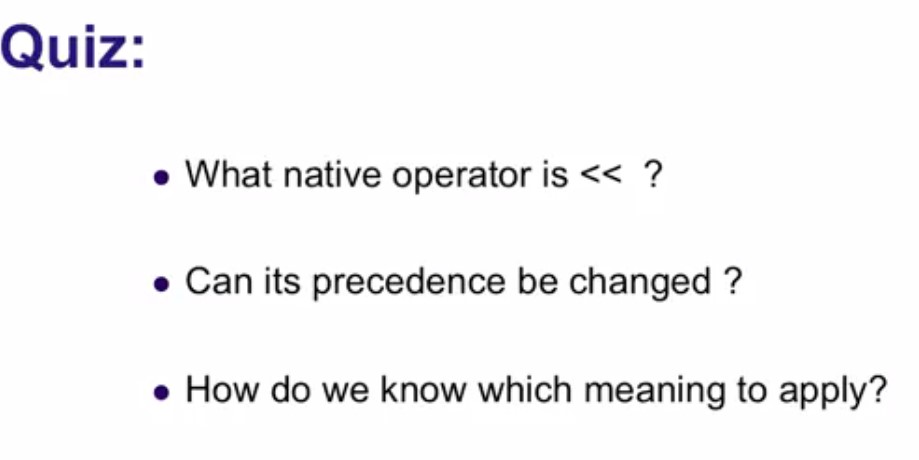 Quiz:
• What native operator is <<  ?
• Can its precedence be changed ?
• How do we know which meaning to apply?